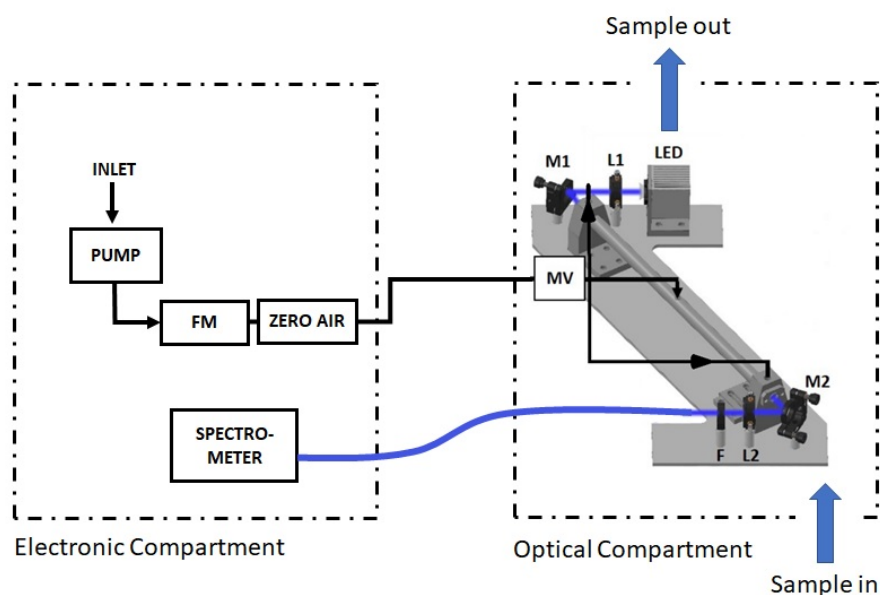 Sample out
M1
L1
LED
INLET
PUMP
MV
FM
ZERO AIR
M2
SPECTRO-
METER
F
L2
Electronic Compartment
Optical Compartment
Sample in